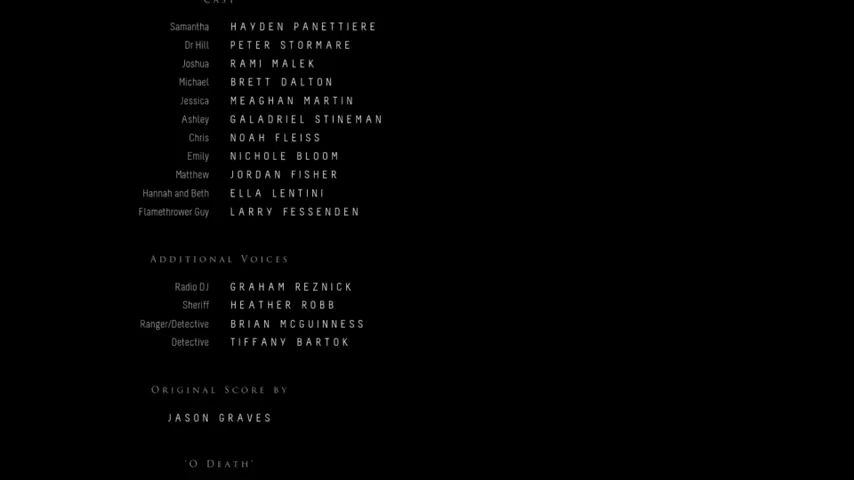 CAST
Samantha HAYDEN PANETTIERE
Dr Hill PETER STORMARE
Joshua RAMI MALEK
Michael BRETT DALTON
Jessica MEAGHAN MARTIN
Ashley GALADRIEL STINEMAN
Chris NOAH FLEISS
Emily NICHOLE BLOOM
Matthew JORDAN FISHER
Hannah and Beth ELLA LENTINI
Flamethrower Guy LARRY FESSENDEN
ADDITIONAL VOICES
Radio DJ GRAHAM REZNICK
Sheriff HEATHER ROBB
Ranger/Detective BRIAN MCGUINNESS
Detective TIFFANY BARTOK
ORIGINAL SCORE BY
JASON GRAVES
'O DEATH'